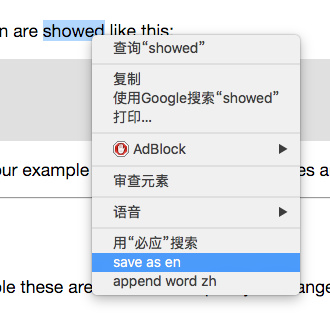 n are showed like this:
查询“showed”
复制
使用Google搜索“showed”
打印...
AdBlock
审查元素
语音
用“必应”搜索
save as en
append word zh
our example
es a
ple these are